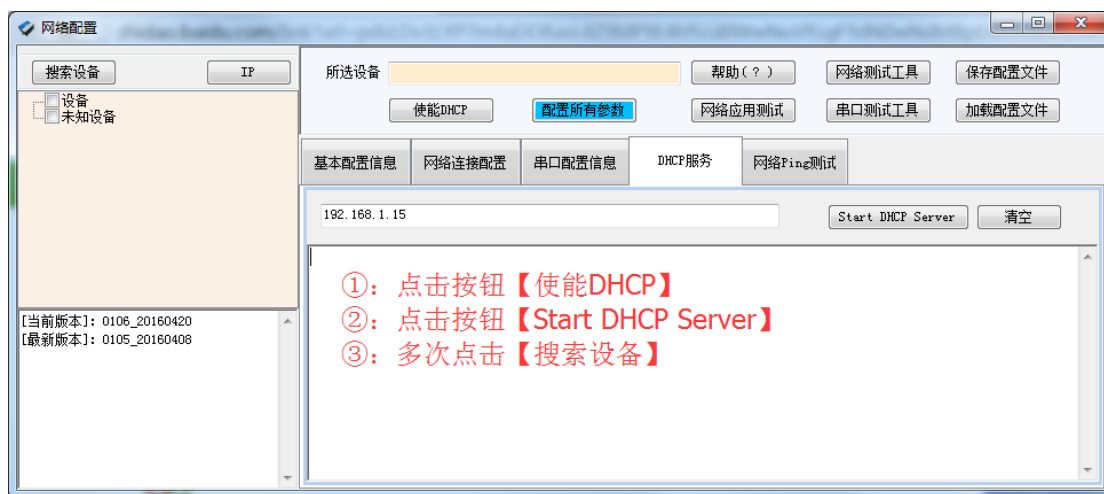 网络配置
搜索设备 IP
设备
未知设备
[当前版本]: 0106_20160420
[最新版本]: 0105_20160408
所选设备 帮助(?) 网络测试工具 保存配置文件
使能DHCP 配置所有参数 网络应用测试 串口测试工具 加载配置文件
基本配置信息 网络连接配置 串口配置信息 DHCP服务 网络Ping测试
192.168.1.15 Start DHCP Server 清空
①：点击按钮【使能DHCP】
②：点击按钮【Start DHCP Server】
③：多次点击【搜索设备】